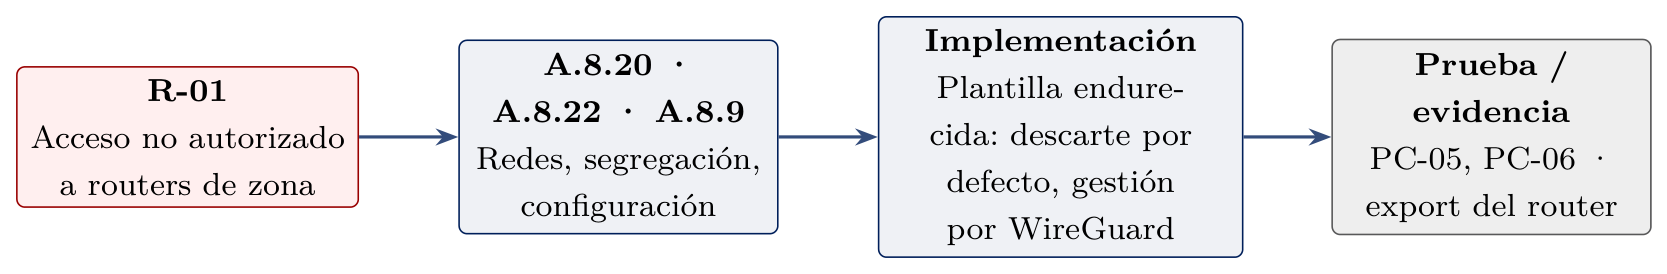 R-01
Acceso no autorizado
a routers de zona
A.8.20 ·
A.8.22 · A.8.9
Redes, segregación,
configuración
Implementación
Plantilla endure-
cida: descarte por
defecto, gestión
por WireGuard
Prueba /
evidencia
PC-05, PC-06 ·
export del router